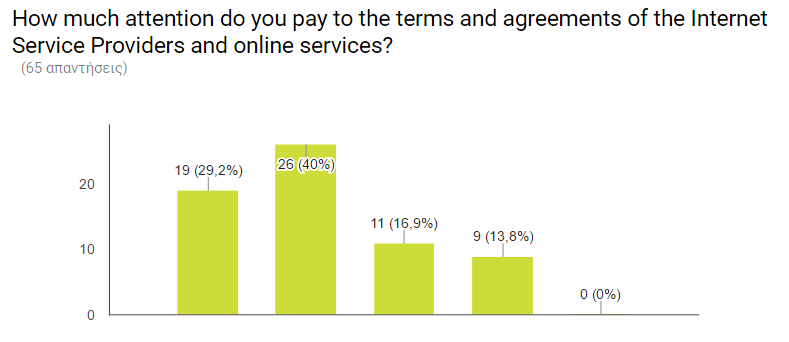 How much attention do you pay to the terms and agreements of the Internet
Service Providers and online services?
(65 απαντήσεις)
19 (29,2%)
26 (40%)
11 (16,9%)
9 (13,8%)
0 (0%)
20
10
0